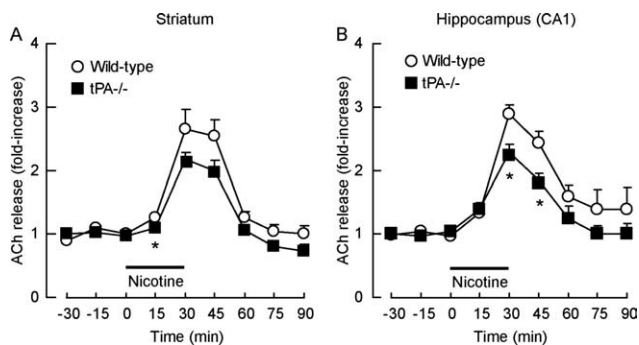 A
Striatum
ACh release (fold-increase)
4
3
2
1
0
Wild-type
tPA-/-
*
Nicotine
-30 -15 0 15 30 45 60 75 90
Time (min)
B
Hippocampus (CA1)
ACh release (fold-increase)
4
3
2
1
0
Wild-type
tPA-/-
*
*
Nicotine
-30 -15 0 15 30 45 60 75 90
Time (min)